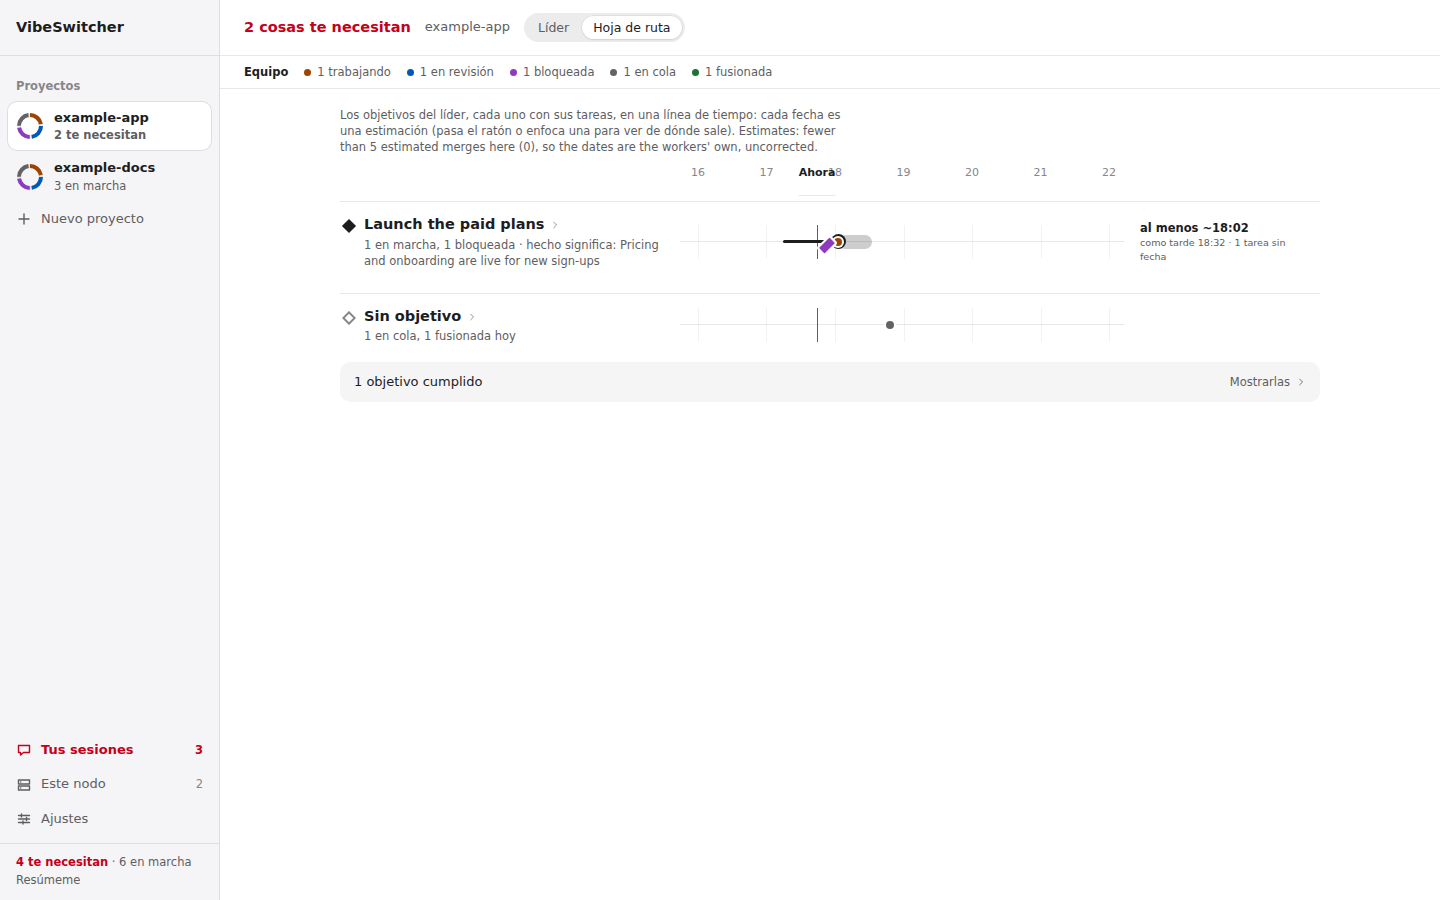 VibeSwitcher
Proyectos
example-app
2 te necesitan
example-docs
3 en marcha
Nuevo proyecto
Tus sesiones 3
Este nodo 2
Ajustes
4 te necesitan · 6 en marcha
Resúmeme
2 cosas te necesitan example-app Líder Hoja de ruta
Equipo 1 trabajando 1 en revisión 1 bloqueada 1 en cola 1 fusionada
Los objetivos del líder, cada uno con sus tareas, en una línea de tiempo: cada fecha es
una estimación (pasa el ratón o enfoca una para ver de dónde sale). Estimates: fewer
than 5 estimated merges here (0), so the dates are the workers' own, uncorrected.
16 17 Ahora 18 19 20 21 22
Launch the paid plans
1 en marcha, 1 bloqueada · hecho significa: Pricing
and onboarding are live for new sign-ups
al menos ~18:02
como tarde 18:32 · 1 tarea sin
fecha
Sin objetivo
1 en cola, 1 fusionada hoy
1 objetivo cumplido Mostrarlas